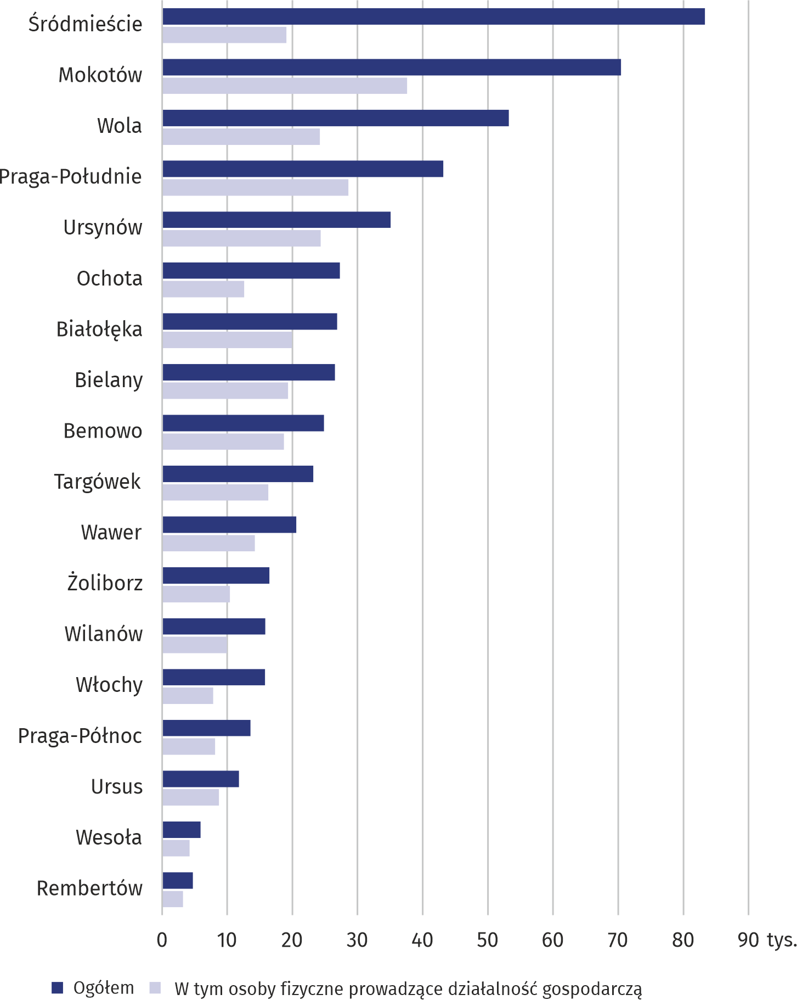 Śródmieście
Mokotów
Wola
Praga-Południe
Ursynów
Ochota
Białołęka
Bielany
Bemowo
Targówek
Wawer
Żoliborz
Wilanów
Włochy
Praga-Północ
Ursus
Wesoła
Rembertów
0 10 20 30 40 50 60 70 80 90 tys.
Ogółem W tym osoby fizyczne prowadzące działalność gospodarczą